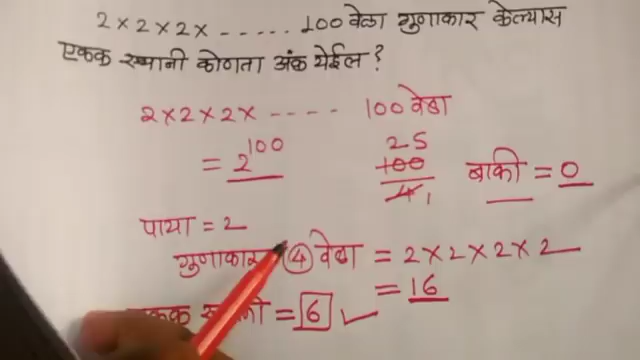 2 × 2 × 2 × ...... 100 वेळा गुणाकार केल्यास
एकक स्थानी कोणता अंक येईल ?
2 × 2 × 2 × ---- 100 वेळा
= 2^100
25
100
4 1
बाकी = 0
पाया = 2
गुणाकार 4 वेळा = 2 × 2 × 2 × 2
= 16
= 6 ✓